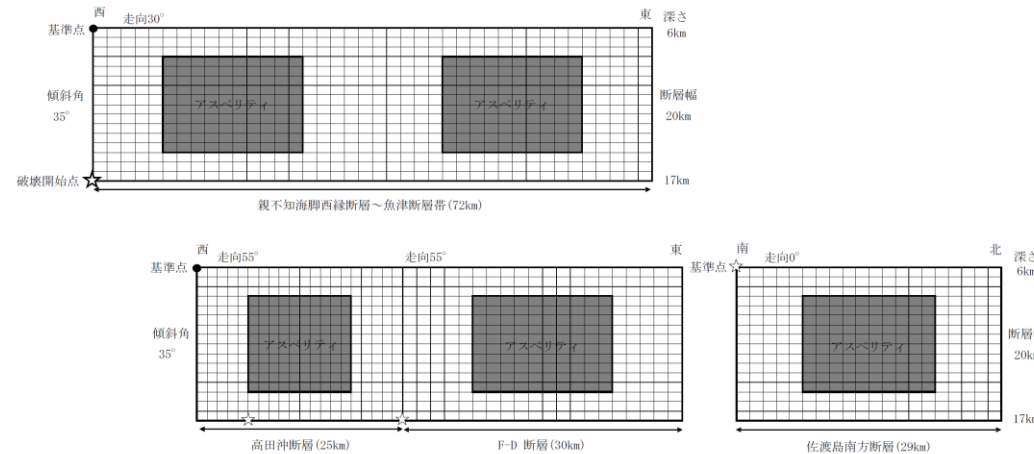 西 走向30° 東 深さ
基準点 6km
傾斜角 アスペリティ アスペリティ 断層幅
35° 20km
破壊開始点 17km
親不知海脚西縁断層～魚津断層帯(72km)
西 走向55° 走向55° 東 南 走向0° 北 深さ
基準点 基準点 6km
傾斜角 アスペリティ アスペリティ アスペリティ 断層
35° 20km
17km
高田沖断層(25km) F-D 断層(30km) 佐渡島南方断層(29km)